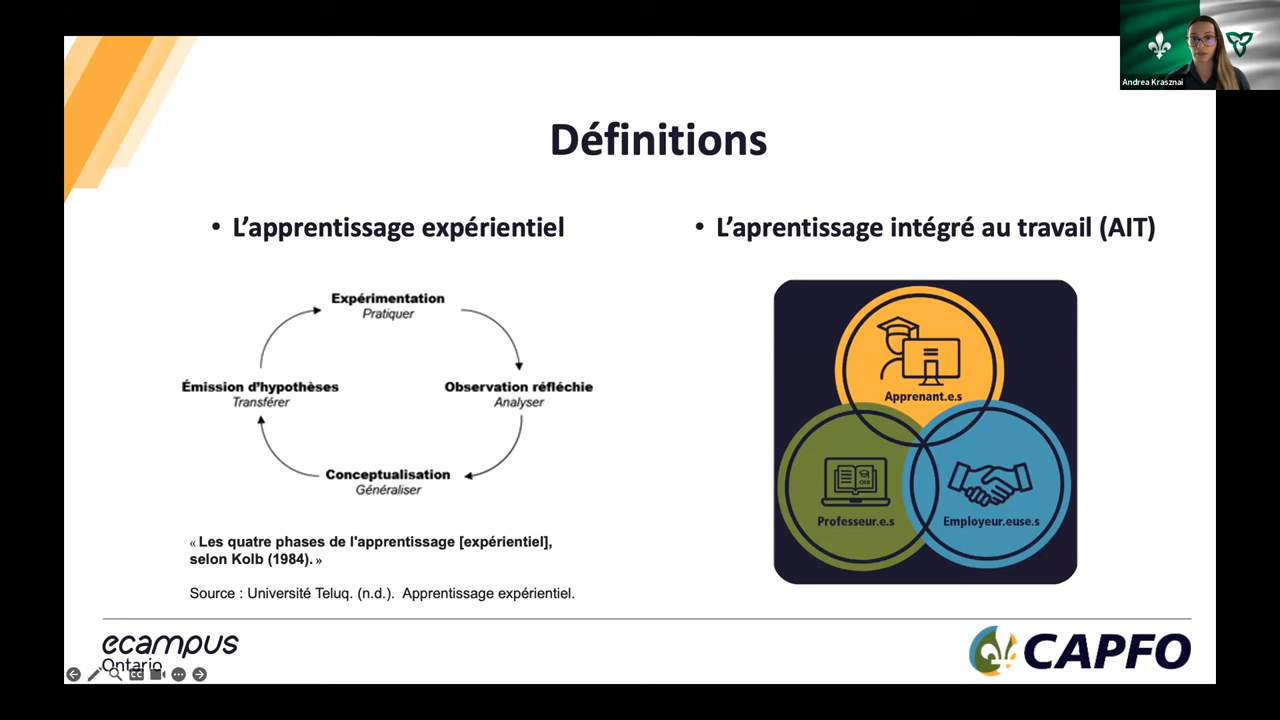 Andrea Krasznai
Définitions
• L’apprentissage expérientiel
Expérimentation
Pratiquer
Émission d’hypothèses
Transférer
Observation réfléchie
Analyser
Conceptualisation
Généraliser
« Les quatre phases de l'apprentissage [expérientiel],
selon Kolb (1984). »
Source : Université Teluq. (n.d.). Apprentissage expérientiel.
• L’aprentissage intégré au travail (AIT)
Apprenant.e.s
Professeur.e.s
Employeur.euse.s
ecampus
Ontario
CC
CAPFO